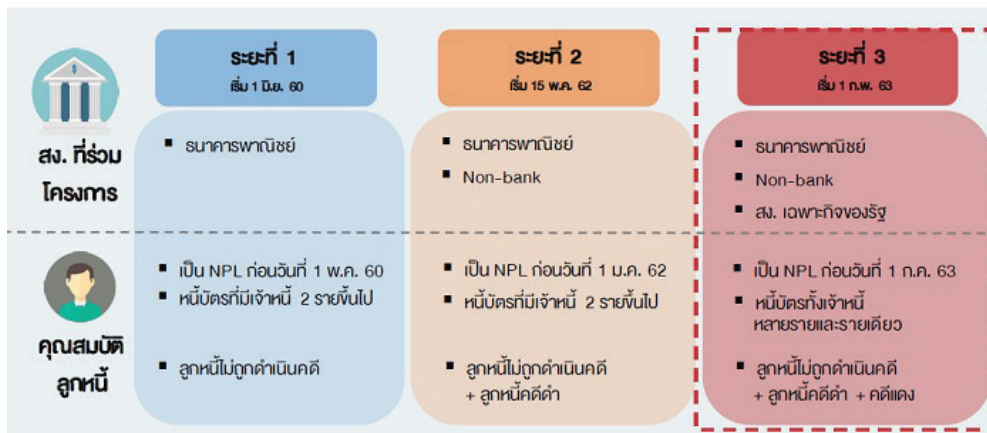 ระยะที่ 1
เริ่ม 1 มิ.ย. 60
ระยะที่ 2
เริ่ม 15 พ.ค. 62
ระยะที่ 3
เริ่ม 1 ก.พ. 63
สง. ที่ร่วม
โครงการ
▪ ธนาคารพาณิชย์
▪ ธนาคารพาณิชย์
▪ Non-bank
▪ ธนาคารพาณิชย์
▪ Non-bank
▪ สง. เฉพาะกิจของรัฐ
คุณสมบัติ
ลูกหนี้
▪ เป็น NPL ก่อนวันที่ 1 พ.ค. 60
▪ หนี้บัตรที่มีเจ้าหนี้ 2 รายขึ้นไป
▪ ลูกหนี้ไม่ถูกดำเนินคดี
▪ เป็น NPL ก่อนวันที่ 1 ม.ค. 62
▪ หนี้บัตรที่มีเจ้าหนี้ 2 รายขึ้นไป
▪ ลูกหนี้ไม่ถูกดำเนินคดี
+ ลูกหนี้คดีดำ
▪ เป็น NPL ก่อนวันที่ 1 ก.ค. 63
▪ หนี้บัตรทั้งเจ้าหนี้
หลายรายและรายเดียว
▪ ลูกหนี้ไม่ถูกดำเนินคดี
+ ลูกหนี้คดีดำ + คดีแดง